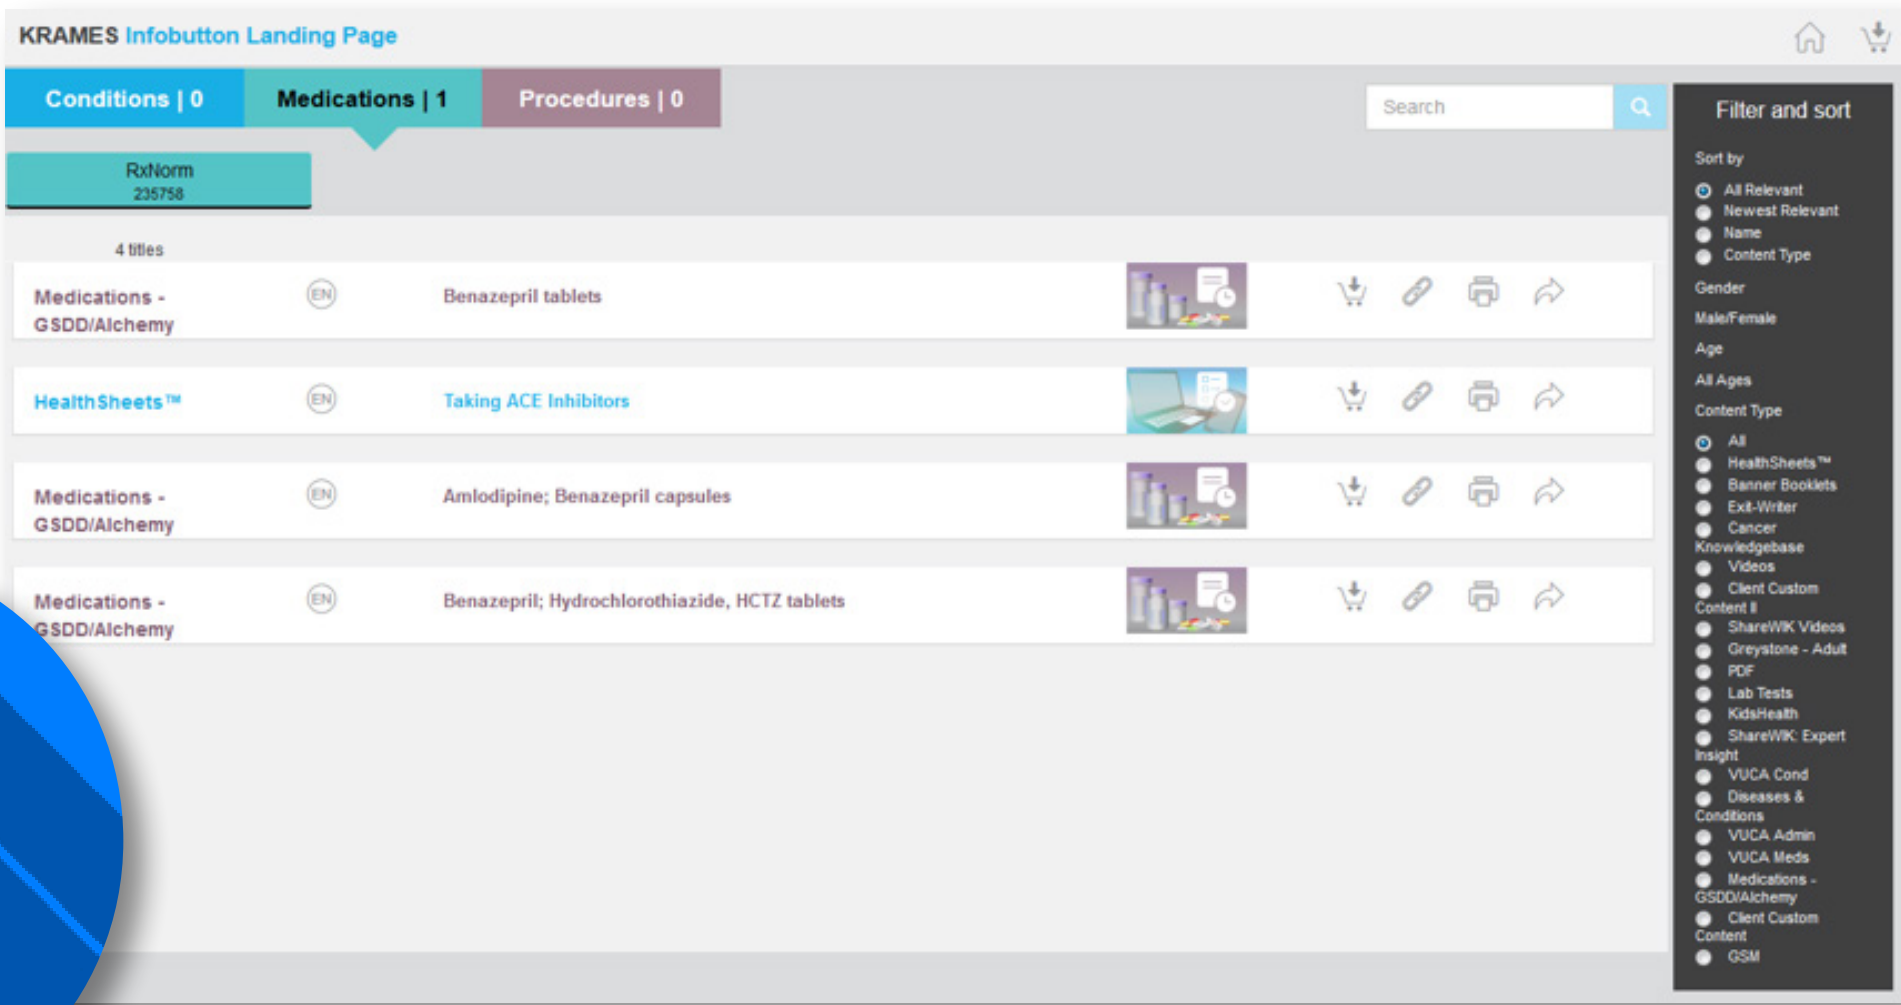 KRAMES Infobutton Landing Page
Conditions | 0
Medications | 1
Procedures | 0
Search
RxNorm
235758
4 titles
Medications -
GSDD/Alchemy
EN
Benazepril tablets
HealthSheets™
EN
Taking ACE Inhibitors
Medications -
GSDD/Alchemy
EN
Amlodipine; Benazepril capsules
Medications -
GSDD/Alchemy
EN
Benazepril; Hydrochlorothiazide, HCTZ tablets
Filter and sort
Sort by
All Relevant
Newest Relevant
Name
Content Type
Gender
Male/Female
Age
All Ages
Content Type
All
HealthSheets™
Banner Booklets
Exit-Writer
Cancer
Knowledgebase
Videos
Client Custom
Content II
ShareWIK Videos
Greystone - Adult
PDF
Lab Tests
KidsHealth
ShareWIK: Expert
Insight
VUCA Cond
Diseases &
Conditions
VUCA Admin
VUCA Meds
Medications -
GSDD/Alchemy
Client Custom
Content
GSM